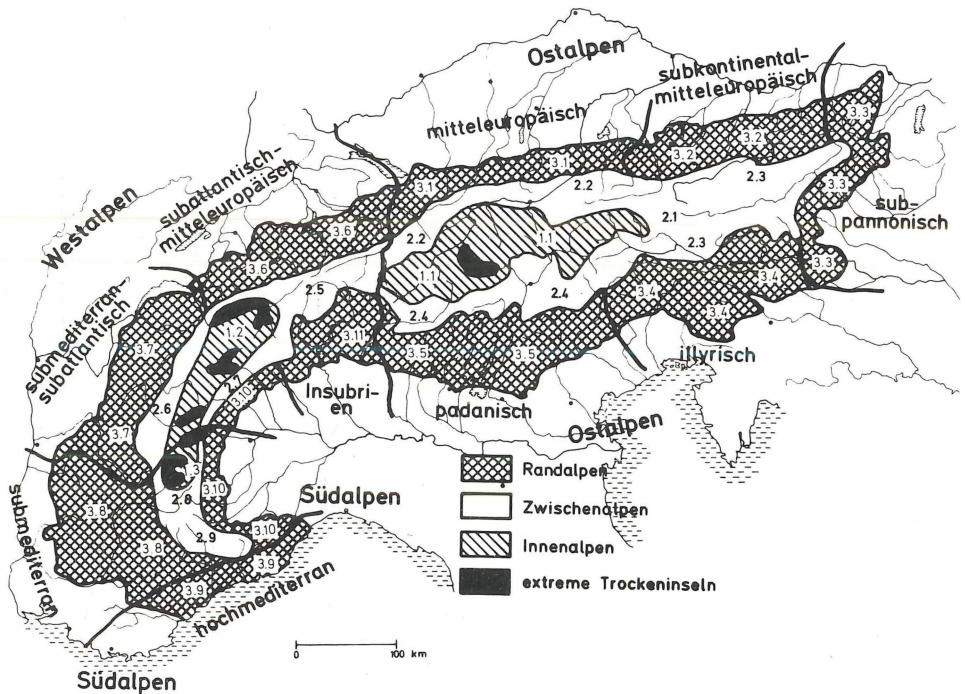 Ostalpen
subkontinental-
mitteleuropäisch
mitteleuropäisch
3.3
3.2
3.2
3.1
2.3
3.3
3.1
2.2
sub-
pannonisch
subatlantisch-
mitteleuropäisch
Westalpen
3.6
2.2
1.1
2.1
2.3
3.3
3.6
1.1
2.5
2.4
3.4
3.4
2.4
3.4
submediterran-
subatlantisch
3.7
1.2
3.11
3.5
3.5
illyrisch
2.7
3.10
Insubri-
en
padanisch
2.6
Ostalpen
3.7
Randalpen
Zwischenalpen
Innenalpen
extreme Trockeninseln
1.3
2.8
3.10
Südalpen
3.8
3.8
2.9
3.10
3.9
3.9
submediterran
hochmediterran
0 100 km
Südalpen